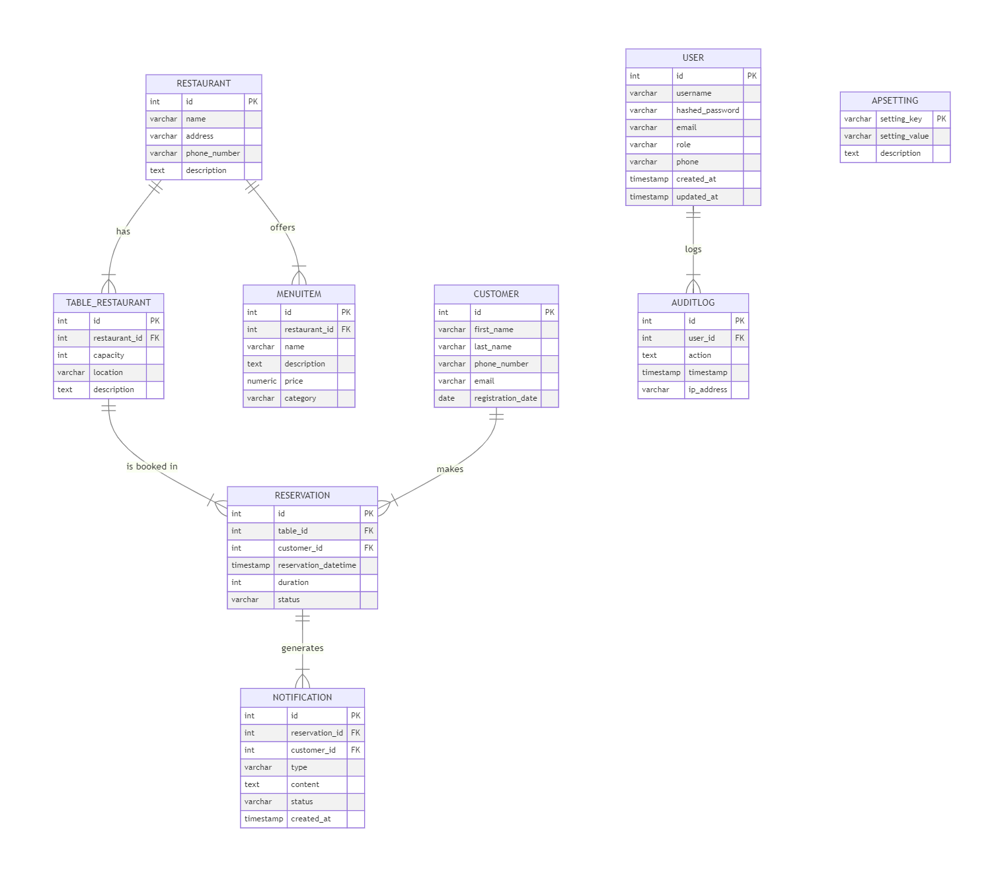 RESTAURANT
int id PK
varchar name
varchar address
varchar phone_number
text description
USER
int id PK
varchar username
varchar hashed_password
varchar email
varchar role
varchar phone
timestamp created_at
timestamp updated_at
APSETTING
varchar setting_key PK
varchar setting_value
text description
has
offers
logs
TABLE_RESTAURANT
int id PK
int restaurant_id FK
int capacity
varchar location
text description
MENUITEM
int id PK
int restaurant_id FK
varchar name
text description
numeric price
varchar category
CUSTOMER
int id PK
varchar first_name
varchar last_name
varchar phone_number
varchar email
date registration_date
AUDITLOG
int id PK
int user_id FK
text action
timestamp timestamp
varchar ip_address
is booked in
makes
RESERVATION
int id PK
int table_id FK
int customer_id FK
timestamp reservation_datetime
int duration
varchar status
generates
NOTIFICATION
int id PK
int reservation_id FK
int customer_id FK
varchar type
text content
varchar status
timestamp created_at